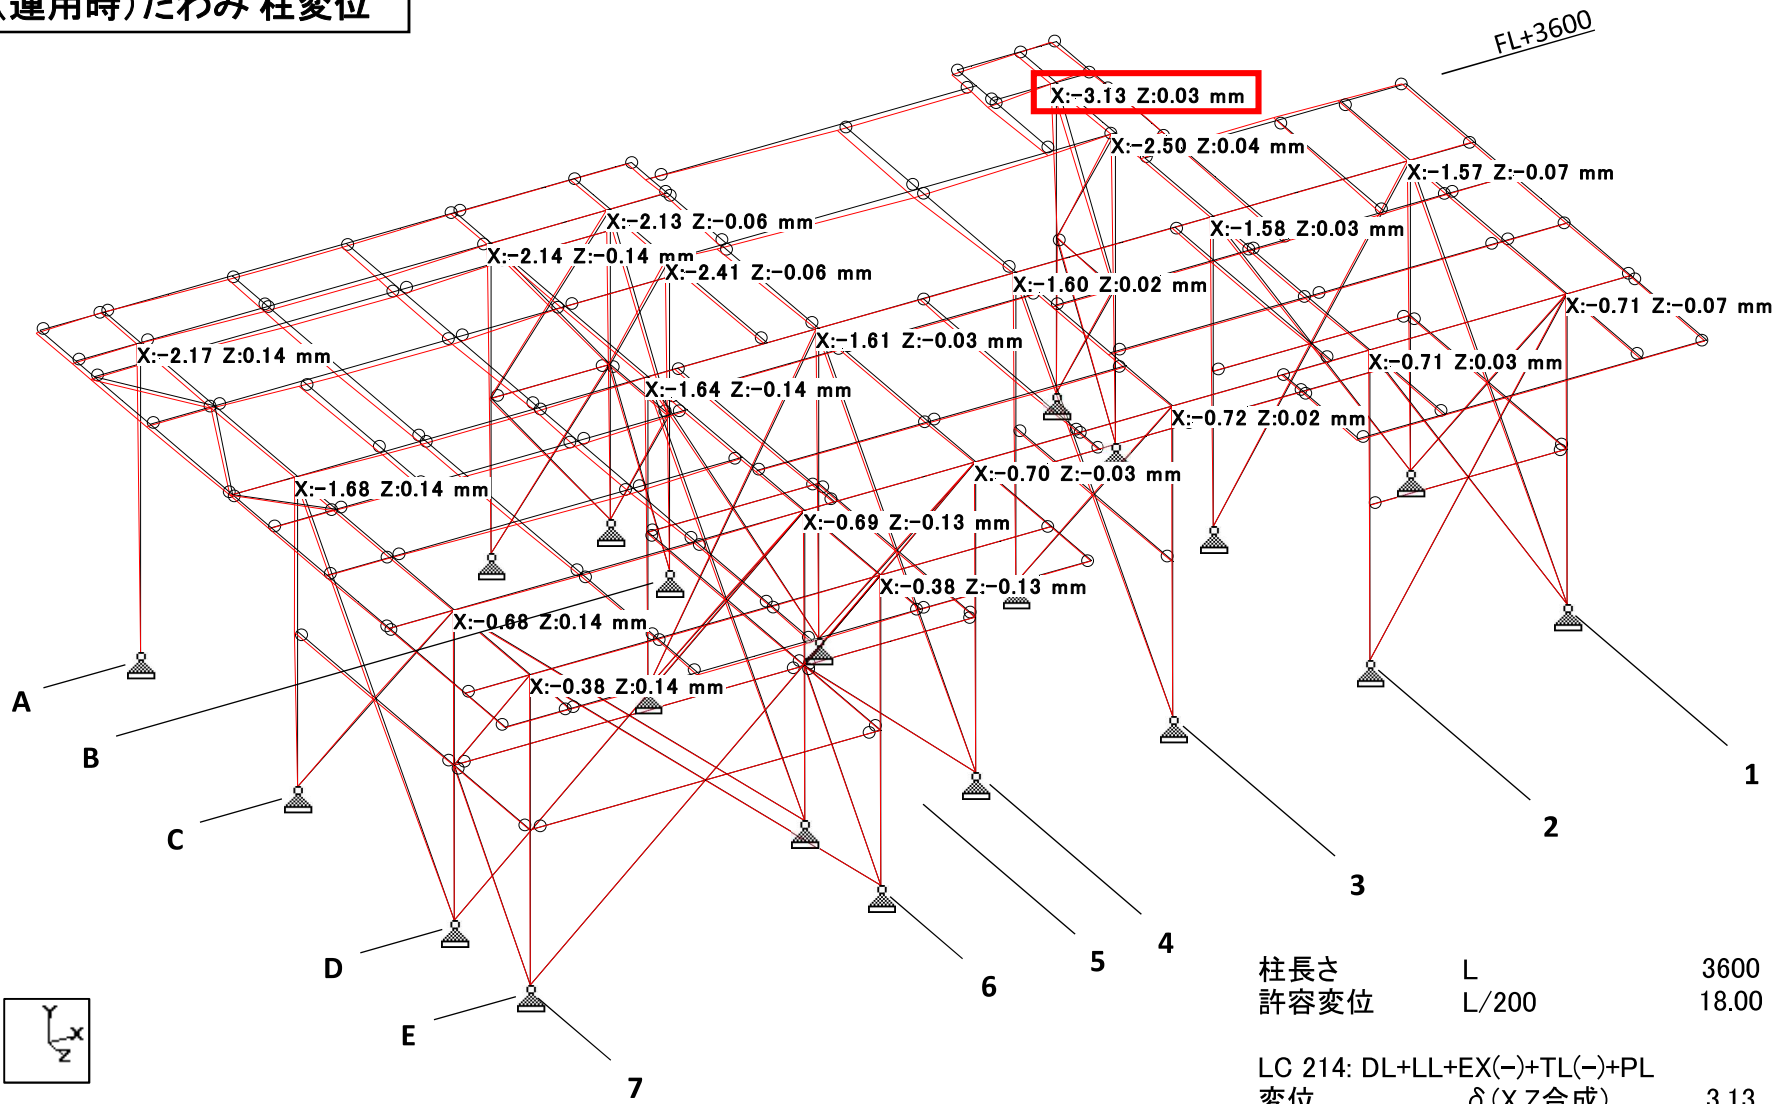 (運用時)たわみ 柱変位
FL+3600
X:-3.13 Z:0.03 mm
X:-2.50 Z:0.04 mm
X:-1.57 Z:-0.07 mm
X:-2.13 Z:-0.06 mm
X:-1.58 Z:0.03 mm
X:-2.14 Z:-0.14 mm
X:-2.41 Z:-0.06 mm
X:-1.60 Z:0.02 mm
X:-0.71 Z:-0.07 mm
X:-2.17 Z:0.14 mm
X:-1.61 Z:-0.03 mm
X:-0.71 Z:0.03 mm
X:-1.64 Z:-0.14 mm
X:-0.72 Z:0.02 mm
X:-1.68 Z:0.14 mm
X:-0.70 Z:-0.03 mm
X:-0.69 Z:-0.13 mm
X:-0.38 Z:-0.13 mm
X:-0.68 Z:0.14 mm
X:-0.38 Z:0.14 mm
A
B
C
D
E
1
2
3
4
5
6
7
Y
X
Z
柱長さ L 3600
許容変位 L/200 18.00
LC 214: DL+LL+EX(-)+TL(-)+PL
変位 δ(X,Z合成) 3.13